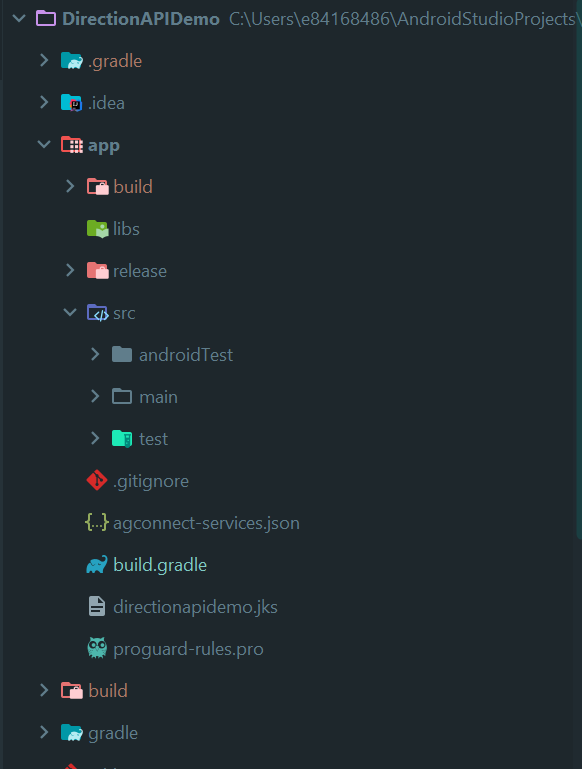 DirectionAPIDemo C:\Users\e84168486\AndroidStudioProjects\
.gradle
.idea
app
build
libs
release
src
androidTest
main
test
.gitignore
agconnect-services.json
build.gradle
directionapidemo.jks
proguard-rules.pro
build
gradle